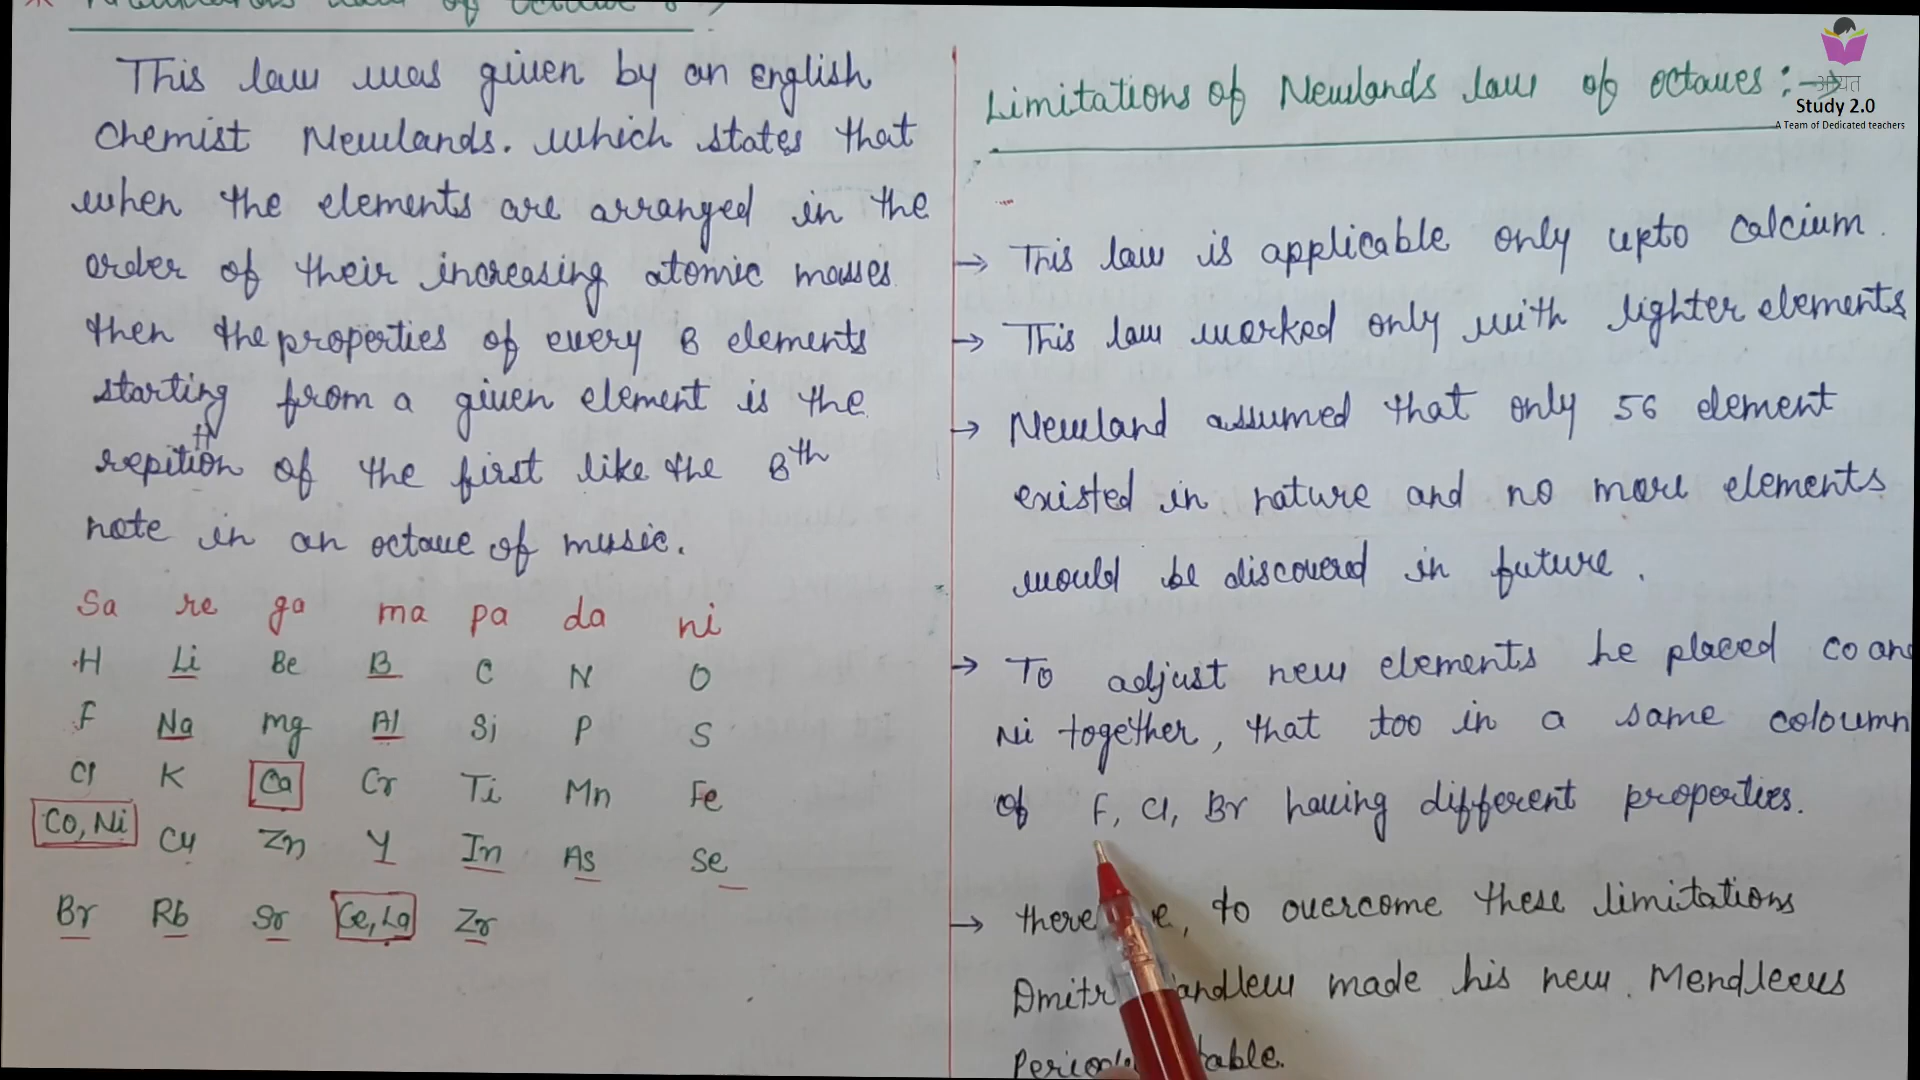 This law was given by an English
chemist Newlands. which states that
when the elements are arranged in the
order of their increasing atomic masses
then the properties of every 8 elements
starting from a given element is the
repitition of the first like the 8th
note in an octave of music.
Sa re ga ma pa da ni
H Li Be B C N O
F Na Mg Al Si P S
Cl K Ca Cr Ti Mn Fe
Co, Ni Cu Zn Y In As Se
Br Rb Sr Ce, La Zr
Limitations of Newlands law of octaves :→
→ This law is applicable only upto calcium.
→ This law worked only with lighter elements
→ Newland assumed that only 56 element
existed in nature and no more elements
would be discovered in future.
→ To adjust new elements he placed Co and
Ni together, that too in a same coloumn
of F, Cl, Br having different properties.
→ to overcome these limitations
made his new. Mendleevs
table.
अयत
Study 2.0
A Team of Dedicated teachers